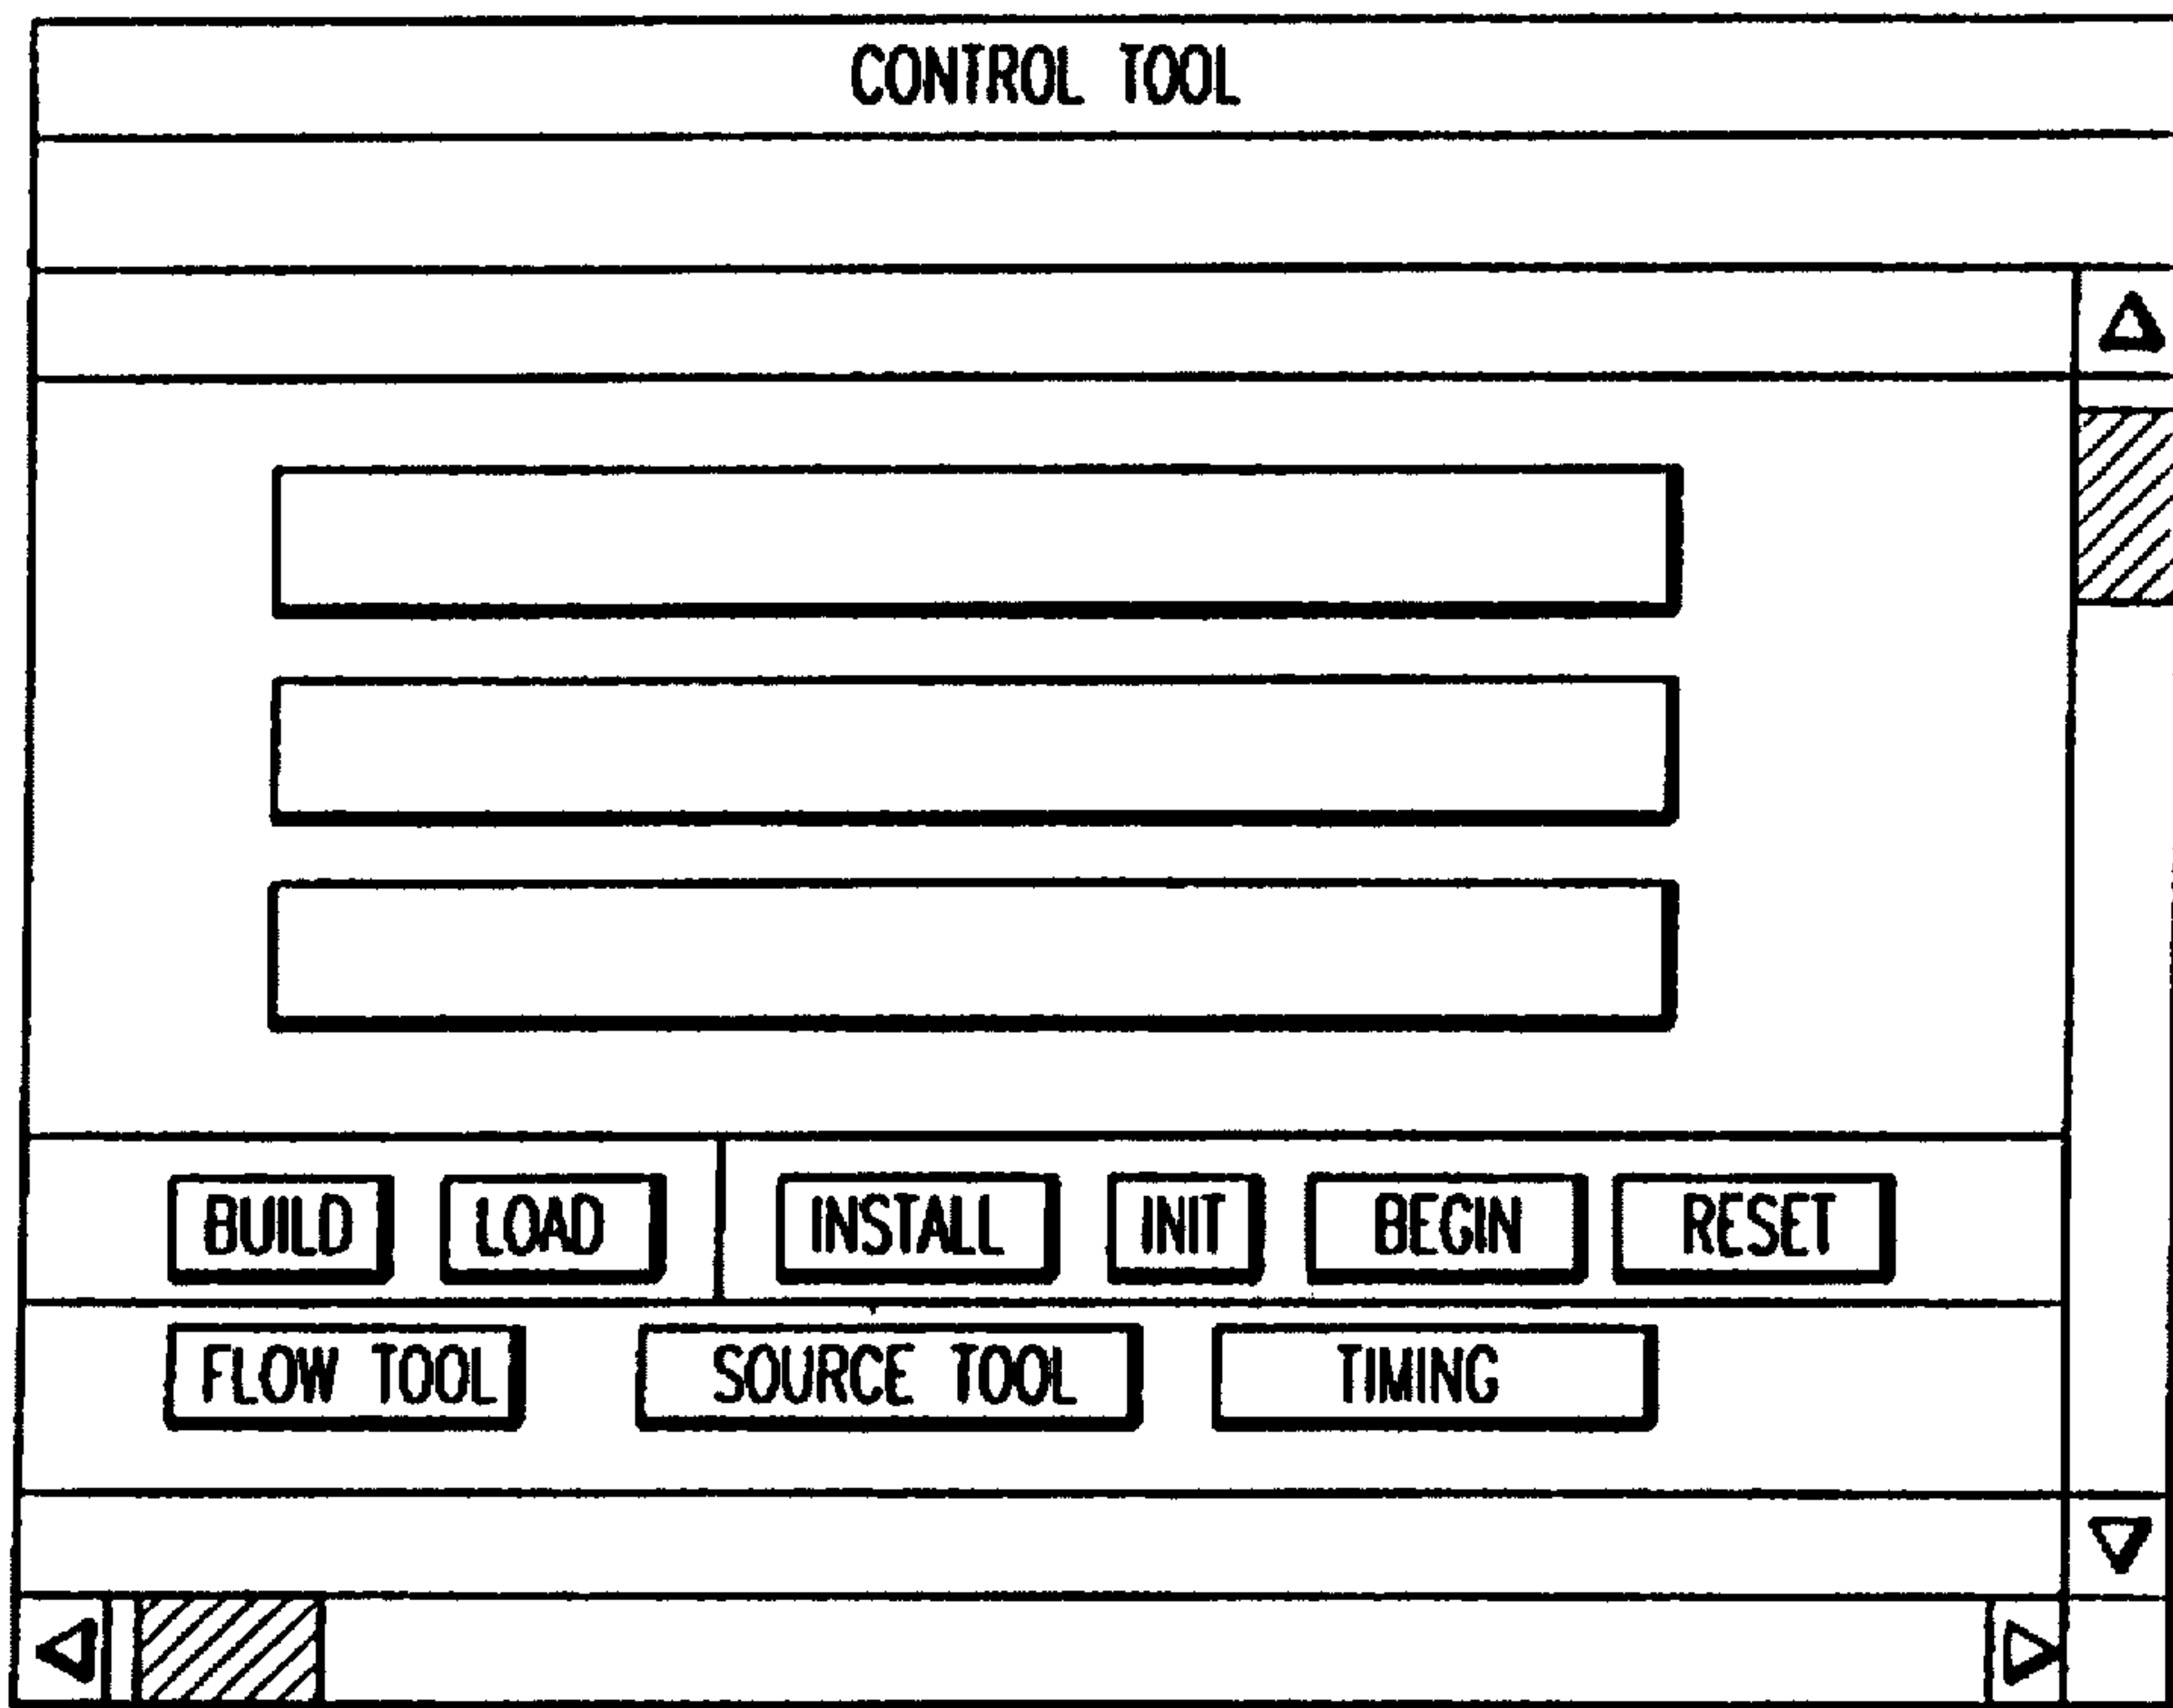 CONTROL TOOL
BUILD LOAD INSTALL INIT BEGIN RESET
FLOW TOOL SOURCE TOOL TIMING